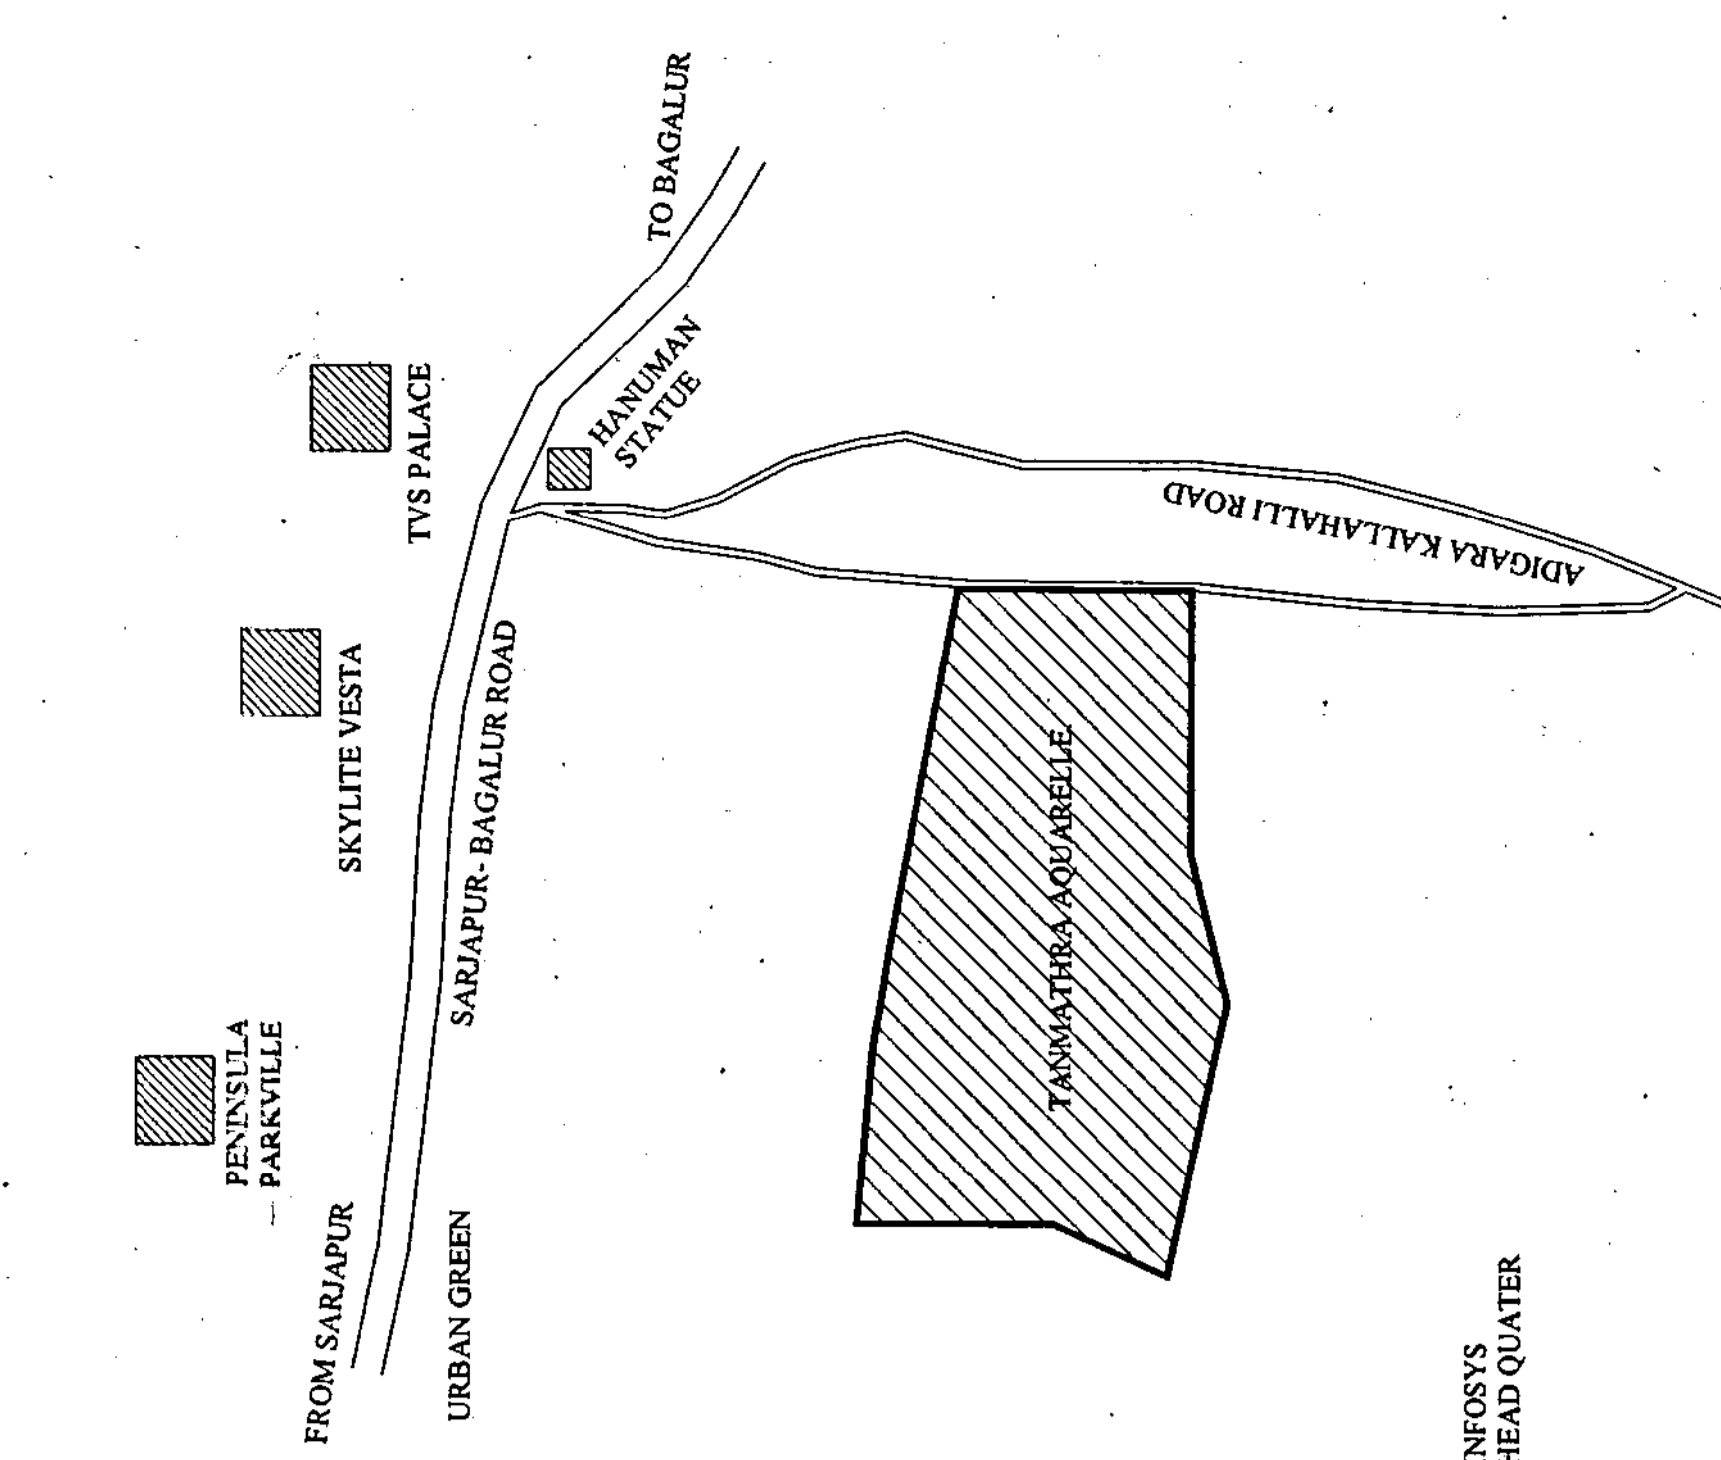 FROM SARJAPUR
PENINSULA
PARKVILLE
SKYLITE VESTA
TVS PALACE
TO BAGALUR
HANUMAN
STATUE
SARJAPUR- BAGALUR ROAD
URBAN GREEN
ADIGARA KALLAHALLI ROAD
TANMATHRA AQUARELLE
NFOSYS
HEAD QUATER